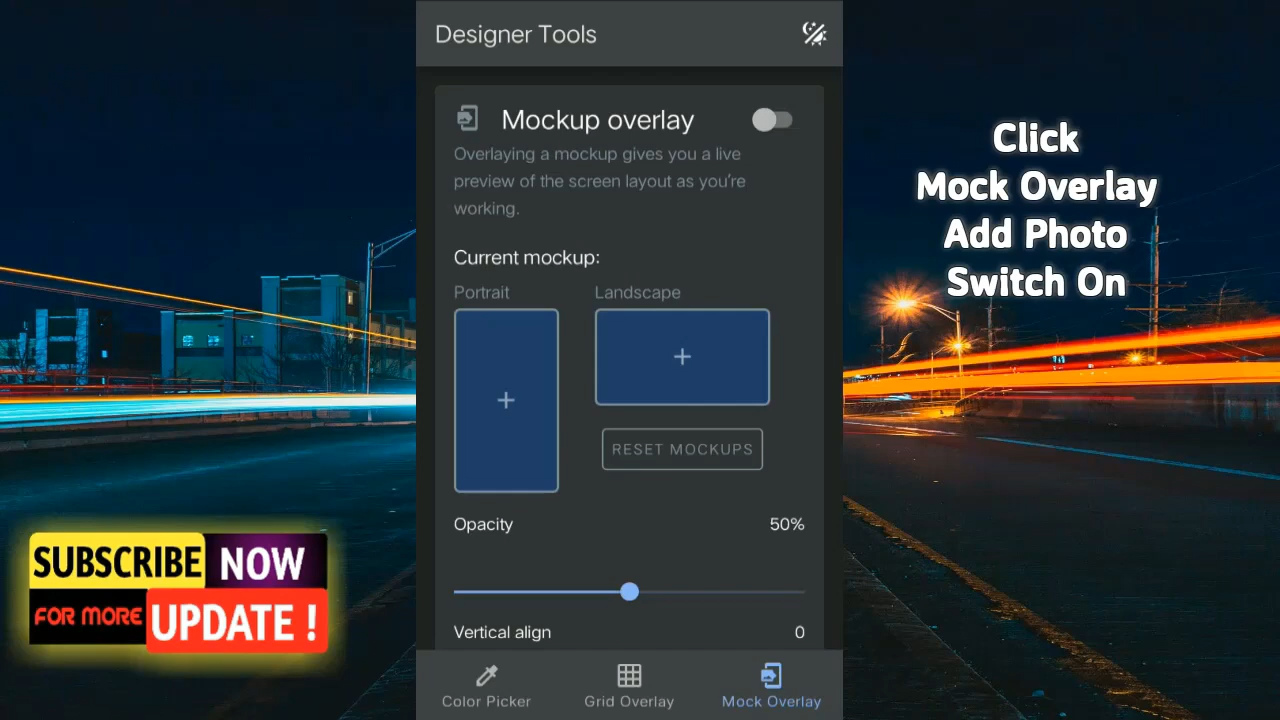 Designer Tools
Mockup overlay
Overlaying a mockup gives you a live
preview of the screen layout as you're
working.
Current mockup:
Portrait
Landscape
RESET MOCKUPS
Opacity
50%
Vertical align
0
Color Picker
Grid Overlay
Mock Overlay
Click
Mock Overlay
Add Photo
Switch On
SUBSCRIBE NOW
FOR MORE UPDATE !